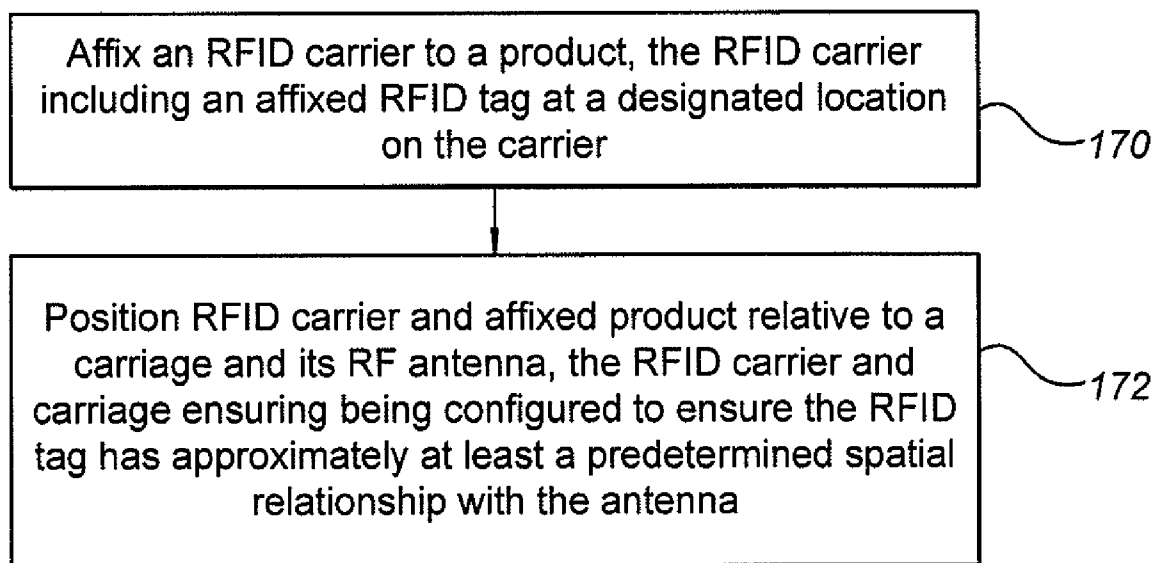 Affix an RFID carrier to a product, the RFID carrier
including an affixed RFID tag at a designated location
on the carrier
170
Position RFID carrier and affixed product relative to a
carriage and its RF antenna, the RFID carrier and
carriage ensuring being configured to ensure the RFID
tag has approximately at least a predetermined spatial
relationship with the antenna
172